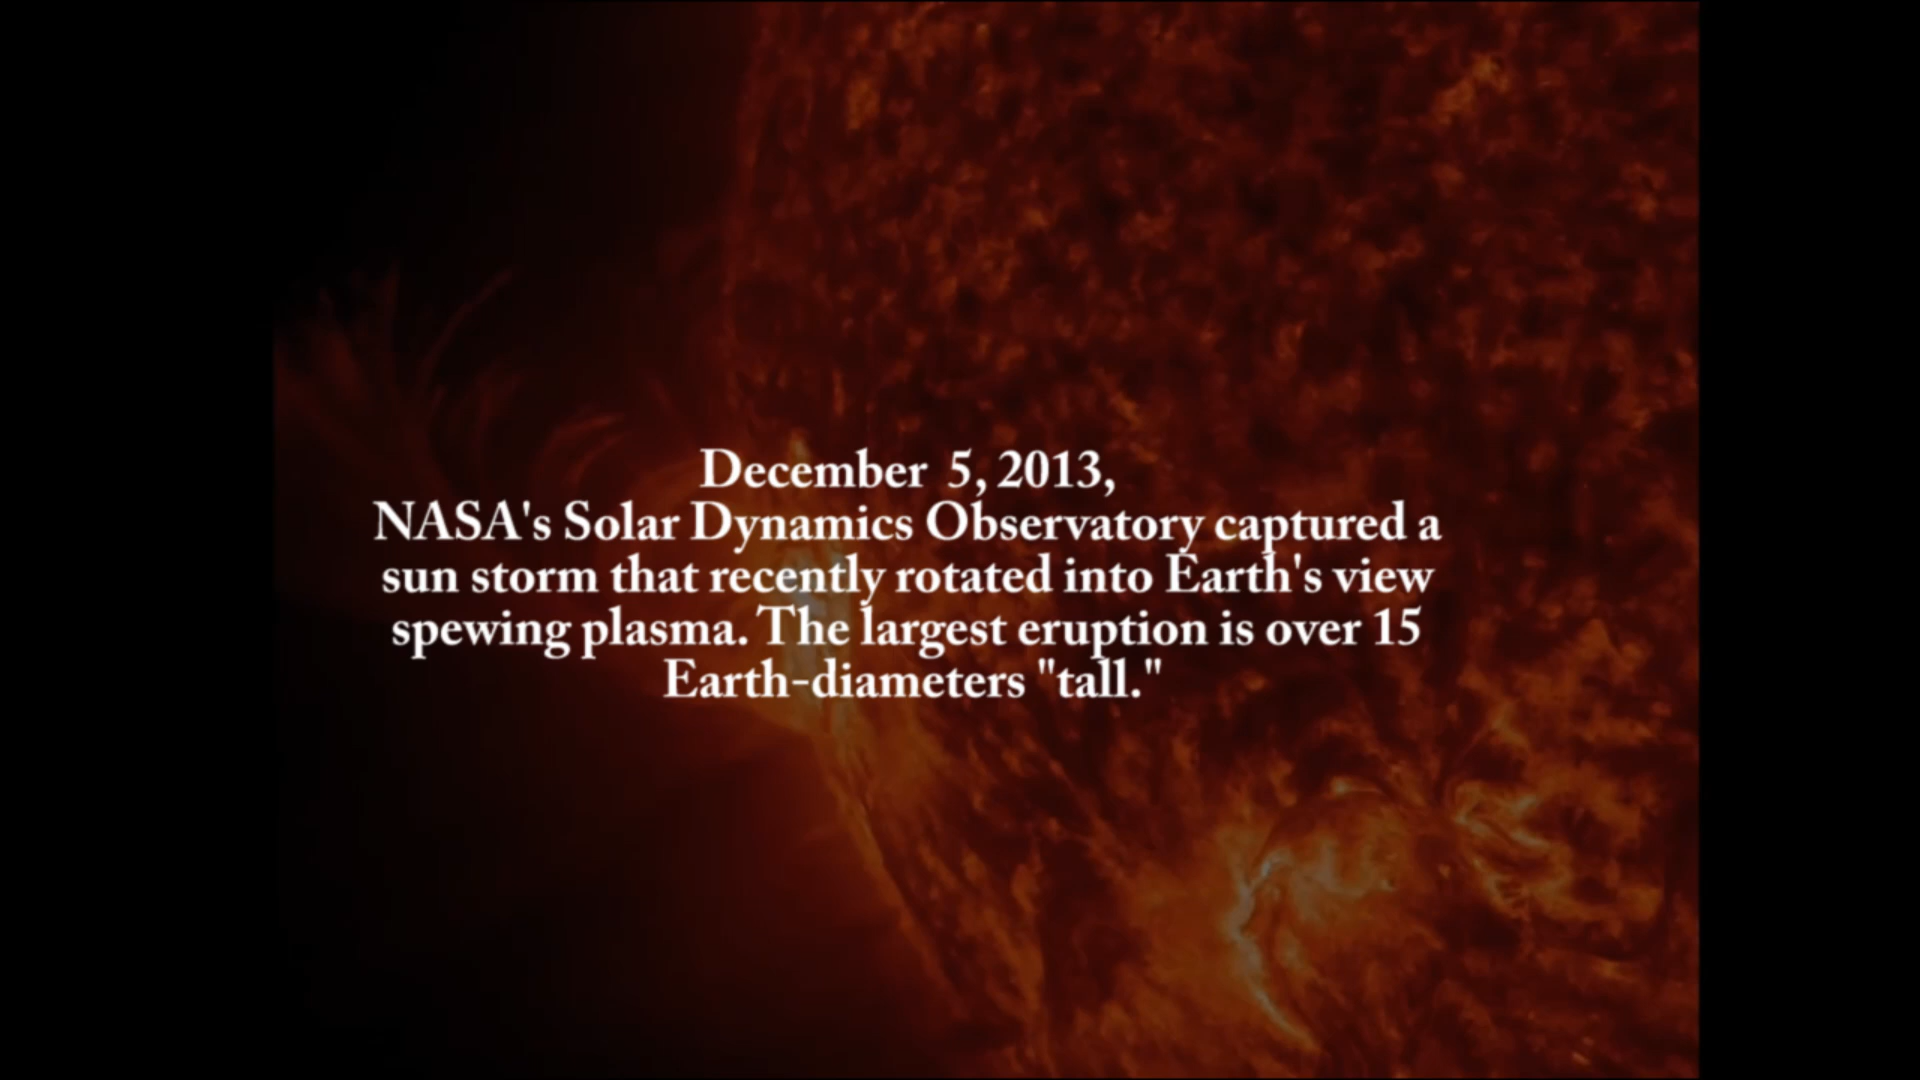 December 5, 2013,
NASA's Solar Dynamics Observatory captured a
sun storm that recently rotated into Earth's view
spewing plasma. The largest eruption is over 15
Earth-diameters "tall."